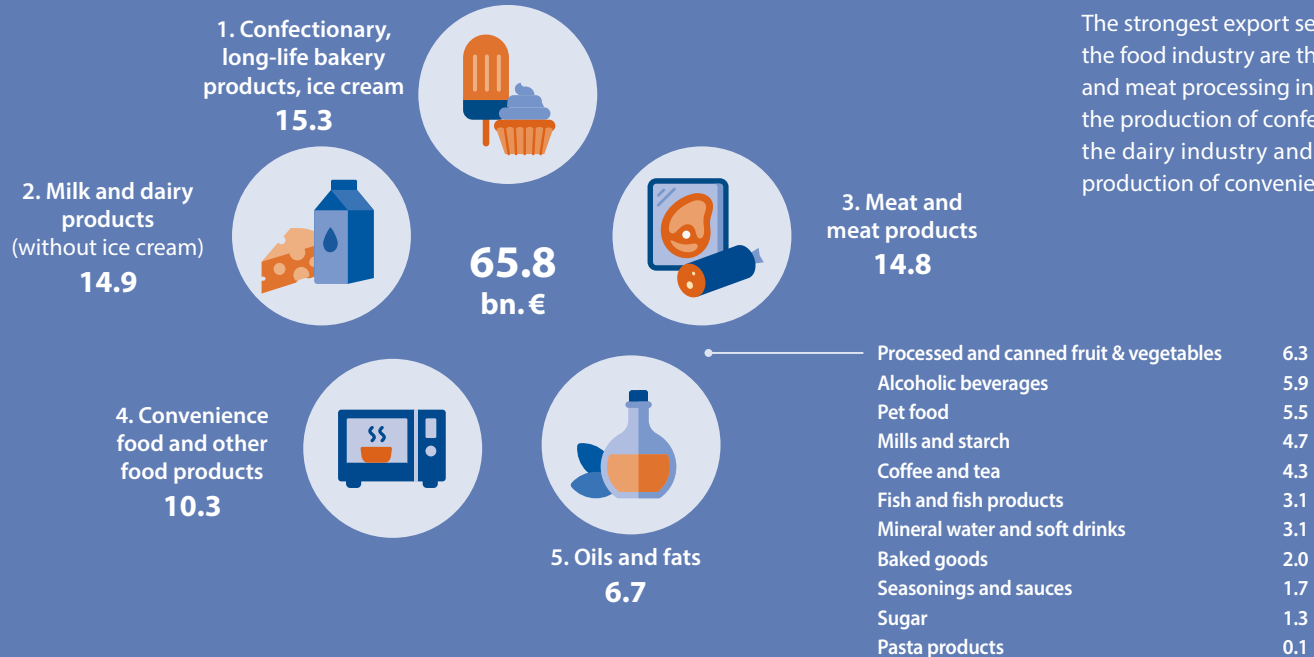 1. Confectionary,
long-life bakery
products, ice cream
15.3
2. Milk and dairy
products
(without ice cream)
14.9
65.8
bn. €
3. Meat and
meat products
14.8
4. Convenience
food and other
food products
10.3
5. Oils and fats
6.7
The strongest export
the food industry are
and meat processing
the production of
the dairy industry and
production of
Processed and canned fruit & vegetables 6.3
Alcoholic beverages 5.9
Pet food 5.5
Mills and starch 4.7
Coffee and tea 4.3
Fish and fish products 3.1
Mineral water and soft drinks 3.1
Baked goods 2.0
Seasonings and sauces 1.7
Sugar 1.3
Pasta products 0.1